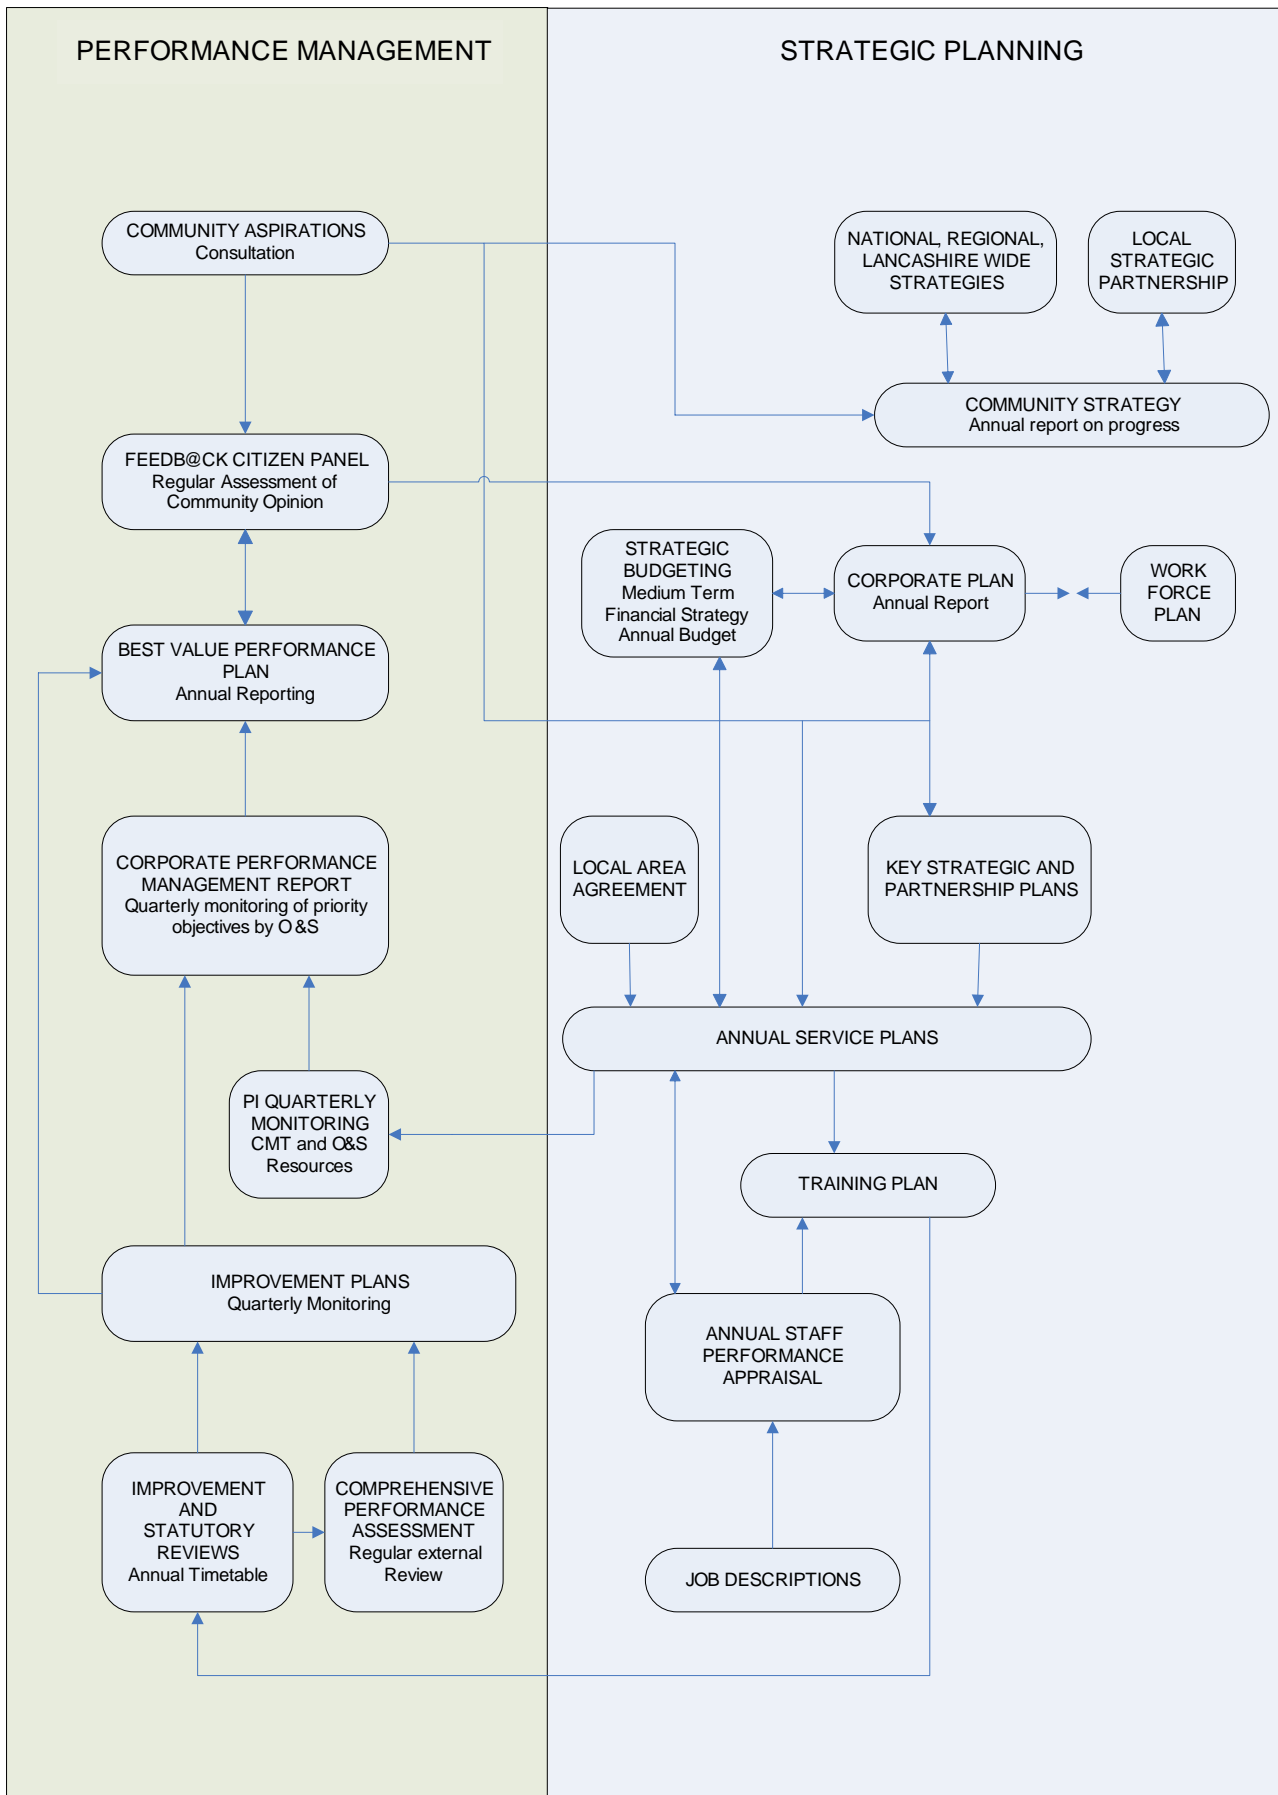 PERFORMANCE MANAGEMENT
STRATEGIC PLANNING
COMMUNITY ASPIRATIONS
Consultation
NATIONAL, REGIONAL,
LANCASHIRE WIDE
STRATEGIES
LOCAL
STRATEGIC
PARTNERSHIP
COMMUNITY STRATEGY
Annual report on progress
FEEDB@CK CITIZEN PANEL
Regular Assessment of
Community Opinion
STRATEGIC
BUDGETING
Medium Term
Financial Strategy
Annual Budget
CORPORATE PLAN
Annual Report
WORK
FORCE
PLAN
BEST VALUE PERFORMANCE
PLAN
Annual Reporting
CORPORATE PERFORMANCE
MANAGEMENT REPORT
Quarterly monitoring of priority
objectives by O &S
LOCAL AREA
AGREEMENT
KEY STRATEGIC AND
PARTNERSHIP PLANS
ANNUAL SERVICE PLANS
PI QUARTERLY
MONITORING
CMT and O&S
Resources
TRAINING PLAN
IMPROVEMENT PLANS
Quarterly Monitoring
ANNUAL STAFF
PERFORMANCE
APPRAISAL
IMPROVEMENT
AND
STATUTORY
REVIEWS
Annual Timetable
COMPREHENSIVE
PERFORMANCE
ASSESSMENT
Regular external
Review
JOB DESCRIPTIONS